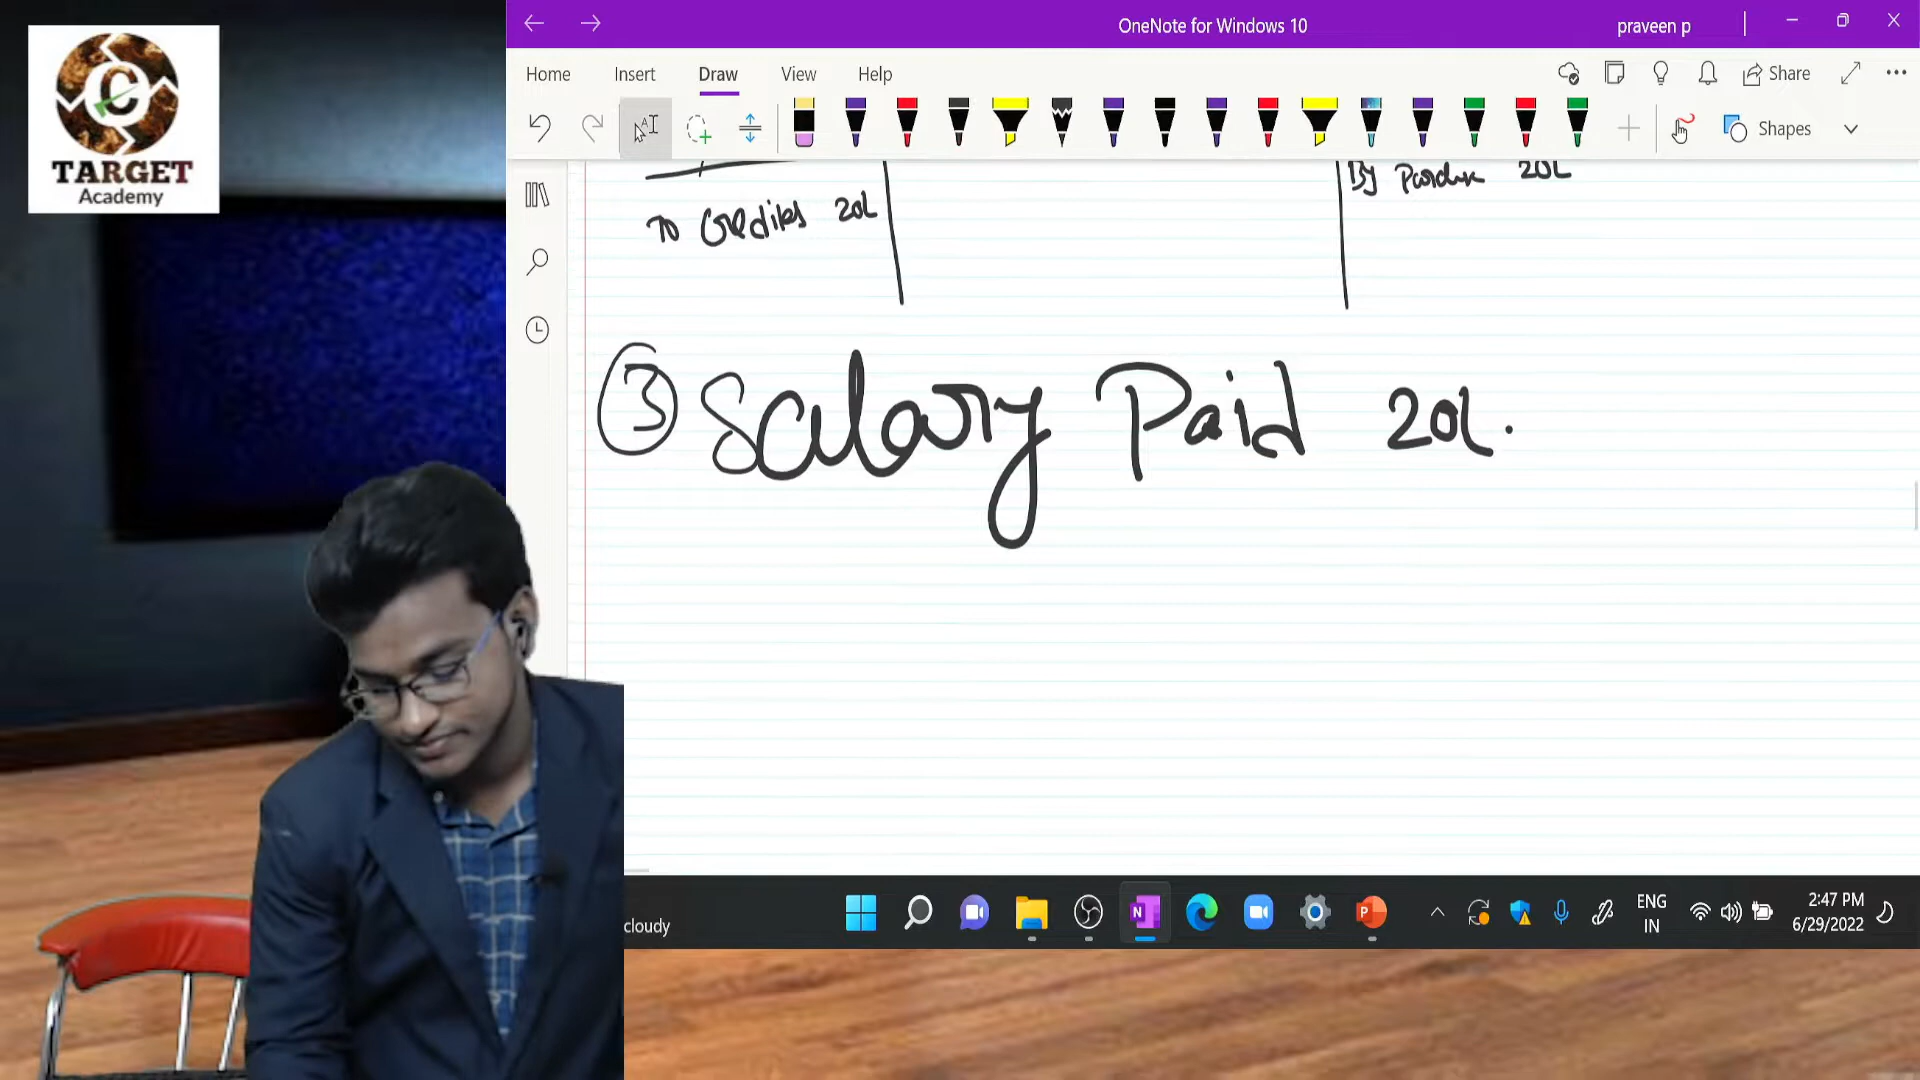 TARGET
Academy
OneNote for Windows 10
praveen p
Home Insert Draw View Help
Share
Shapes
To Creditors 20L
By 20L
3 Salary Paid 20L.
cloudy
ENG
IN
2:47 PM
6/29/2022